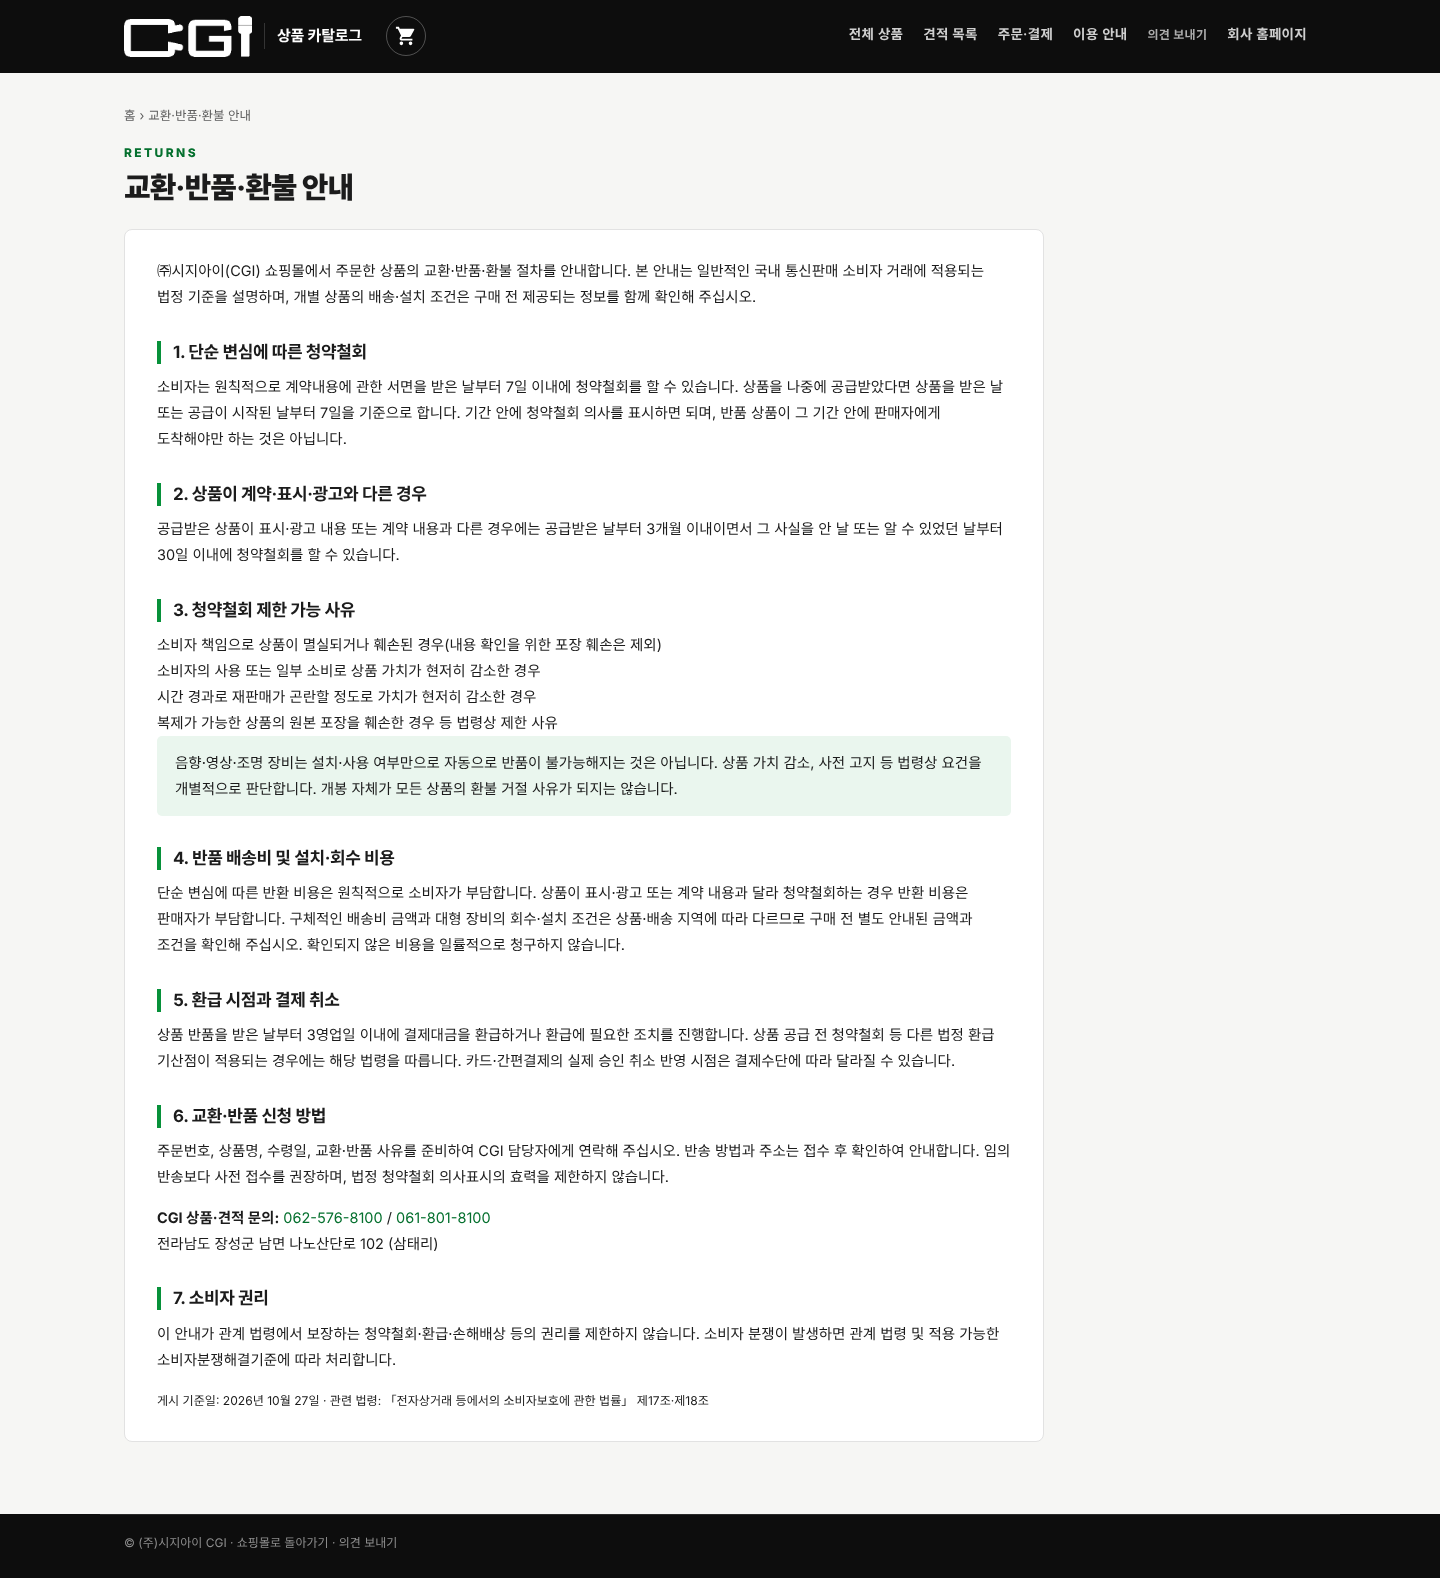 CGI
상품 카탈로그
전체 상품
견적 목록
주문·결제
이용 안내
의견 보내기
회사 홈페이지
홈 › 교환·반품·환불 안내
RETURNS
교환·반품·환불 안내
㈜시지아이(CGI) 쇼핑몰에서 주문한 상품의 교환·반품·환불 절차를 안내합니다. 본 안내는 일반적인 국내 통신판매 소비자 거래에 적용되는
법정 기준을 설명하며, 개별 상품의 배송·설치 조건은 구매 전 제공되는 정보를 함께 확인해 주십시오.
1. 단순 변심에 따른 청약철회
소비자는 원칙적으로 계약내용에 관한 서면을 받은 날부터 7일 이내에 청약철회를 할 수 있습니다. 상품을 나중에 공급받았다면 상품을 받은 날
또는 공급이 시작된 날부터 7일을 기준으로 합니다. 기간 안에 청약철회 의사를 표시하면 되며, 반품 상품이 그 기간 안에 판매자에게
도착해야만 하는 것은 아닙니다.
2. 상품이 계약·표시·광고와 다른 경우
공급받은 상품이 표시·광고 내용 또는 계약 내용과 다른 경우에는 공급받은 날부터 3개월 이내이면서 그 사실을 안 날 또는 알 수 있었던 날부터
30일 이내에 청약철회를 할 수 있습니다.
3. 청약철회 제한 가능 사유
소비자 책임으로 상품이 멸실되거나 훼손된 경우(내용 확인을 위한 포장 훼손은 제외)
소비자의 사용 또는 일부 소비로 상품 가치가 현저히 감소한 경우
시간 경과로 재판매가 곤란할 정도로 가치가 현저히 감소한 경우
복제가 가능한 상품의 원본 포장을 훼손한 경우 등 법령상 제한 사유
음향·영상·조명 장비는 설치·사용 여부만으로 자동으로 반품이 불가능해지는 것은 아닙니다. 상품 가치 감소, 사전 고지 등 법령상 요건을
개별적으로 판단합니다. 개봉 자체가 모든 상품의 환불 거절 사유가 되지는 않습니다.
4. 반품 배송비 및 설치·회수 비용
단순 변심에 따른 반환 비용은 원칙적으로 소비자가 부담합니다. 상품이 표시·광고 또는 계약 내용과 달라 청약철회하는 경우 반환 비용은
판매자가 부담합니다. 구체적인 배송비 금액과 대형 장비의 회수·설치 조건은 상품·배송 지역에 따라 다르므로 구매 전 별도 안내된 금액과
조건을 확인해 주십시오. 확인되지 않은 비용을 일률적으로 청구하지 않습니다.
5. 환급 시점과 결제 취소
상품 반품을 받은 날부터 3영업일 이내에 결제대금을 환급하거나 환급에 필요한 조치를 진행합니다. 상품 공급 전 청약철회 등 다른 법정 환급
기산점이 적용되는 경우에는 해당 법령을 따릅니다. 카드·간편결제의 실제 승인 취소 반영 시점은 결제수단에 따라 달라질 수 있습니다.
6. 교환·반품 신청 방법
주문번호, 상품명, 수령일, 교환·반품 사유를 준비하여 CGI 담당자에게 연락해 주십시오. 반송 방법과 주소는 접수 후 확인하여 안내합니다. 임의
반송보다 사전 접수를 권장하며, 법정 청약철회 의사표시의 효력을 제한하지 않습니다.
CGI 상품·견적 문의: 062-576-8100 / 061-801-8100
전라남도 장성군 남면 나노산단로 102 (삼태리)
7. 소비자 권리
이 안내가 관계 법령에서 보장하는 청약철회·환급·손해배상 등의 권리를 제한하지 않습니다. 소비자 분쟁이 발생하면 관계 법령 및 적용 가능한
소비자분쟁해결기준에 따라 처리합니다.
게시 기준일: 2026년 10월 27일 · 관련 법령: 「전자상거래 등에서의 소비자보호에 관한 법률」 제17조·제18조
© (주)시지아이 CGI · 쇼핑몰로 돌아가기 · 의견 보내기